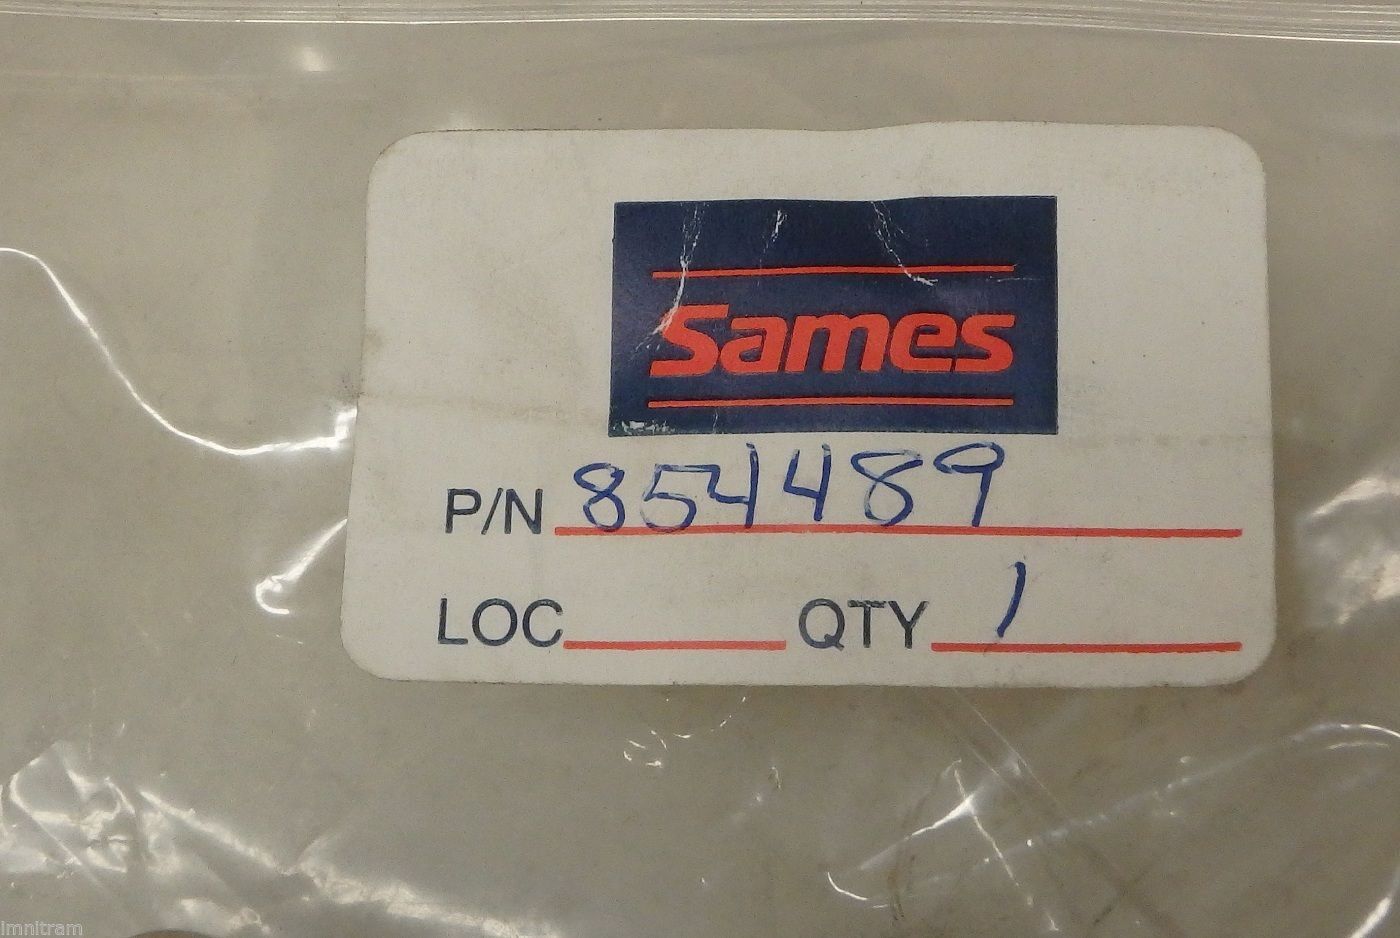 Sames
P/N 854489
LOC QTY 1
imnitram